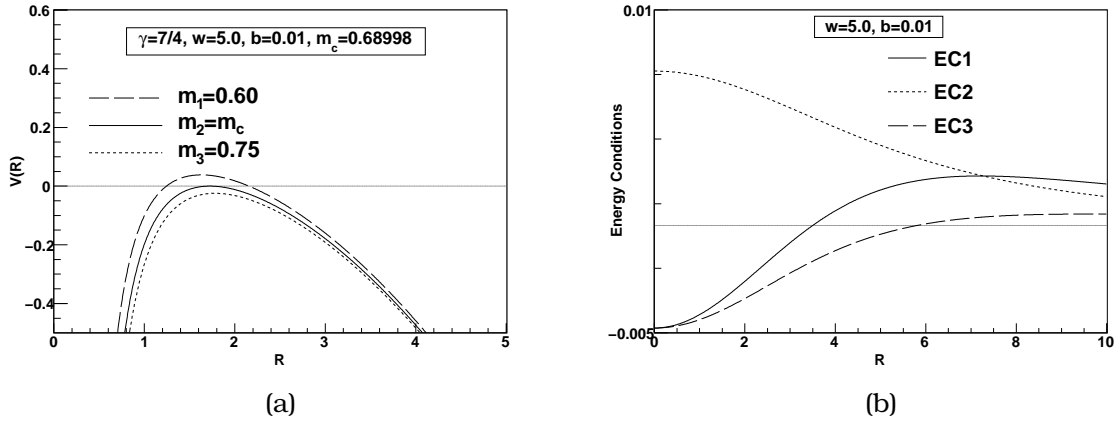 γ=7/4, w=5.0, b=0.01, m_c=0.68998
m_1=0.60
m_2=m_c
m_3=0.75
V(R)
0.6
0.4
0.2
0
−0.2
−0.4
0 1 2 3 4 5
R
(a)
w=5.0, b=0.01
EC1
EC2
EC3
Energy Conditions
0.01
−0.005
0 2 4 6 8 10
R
(b)